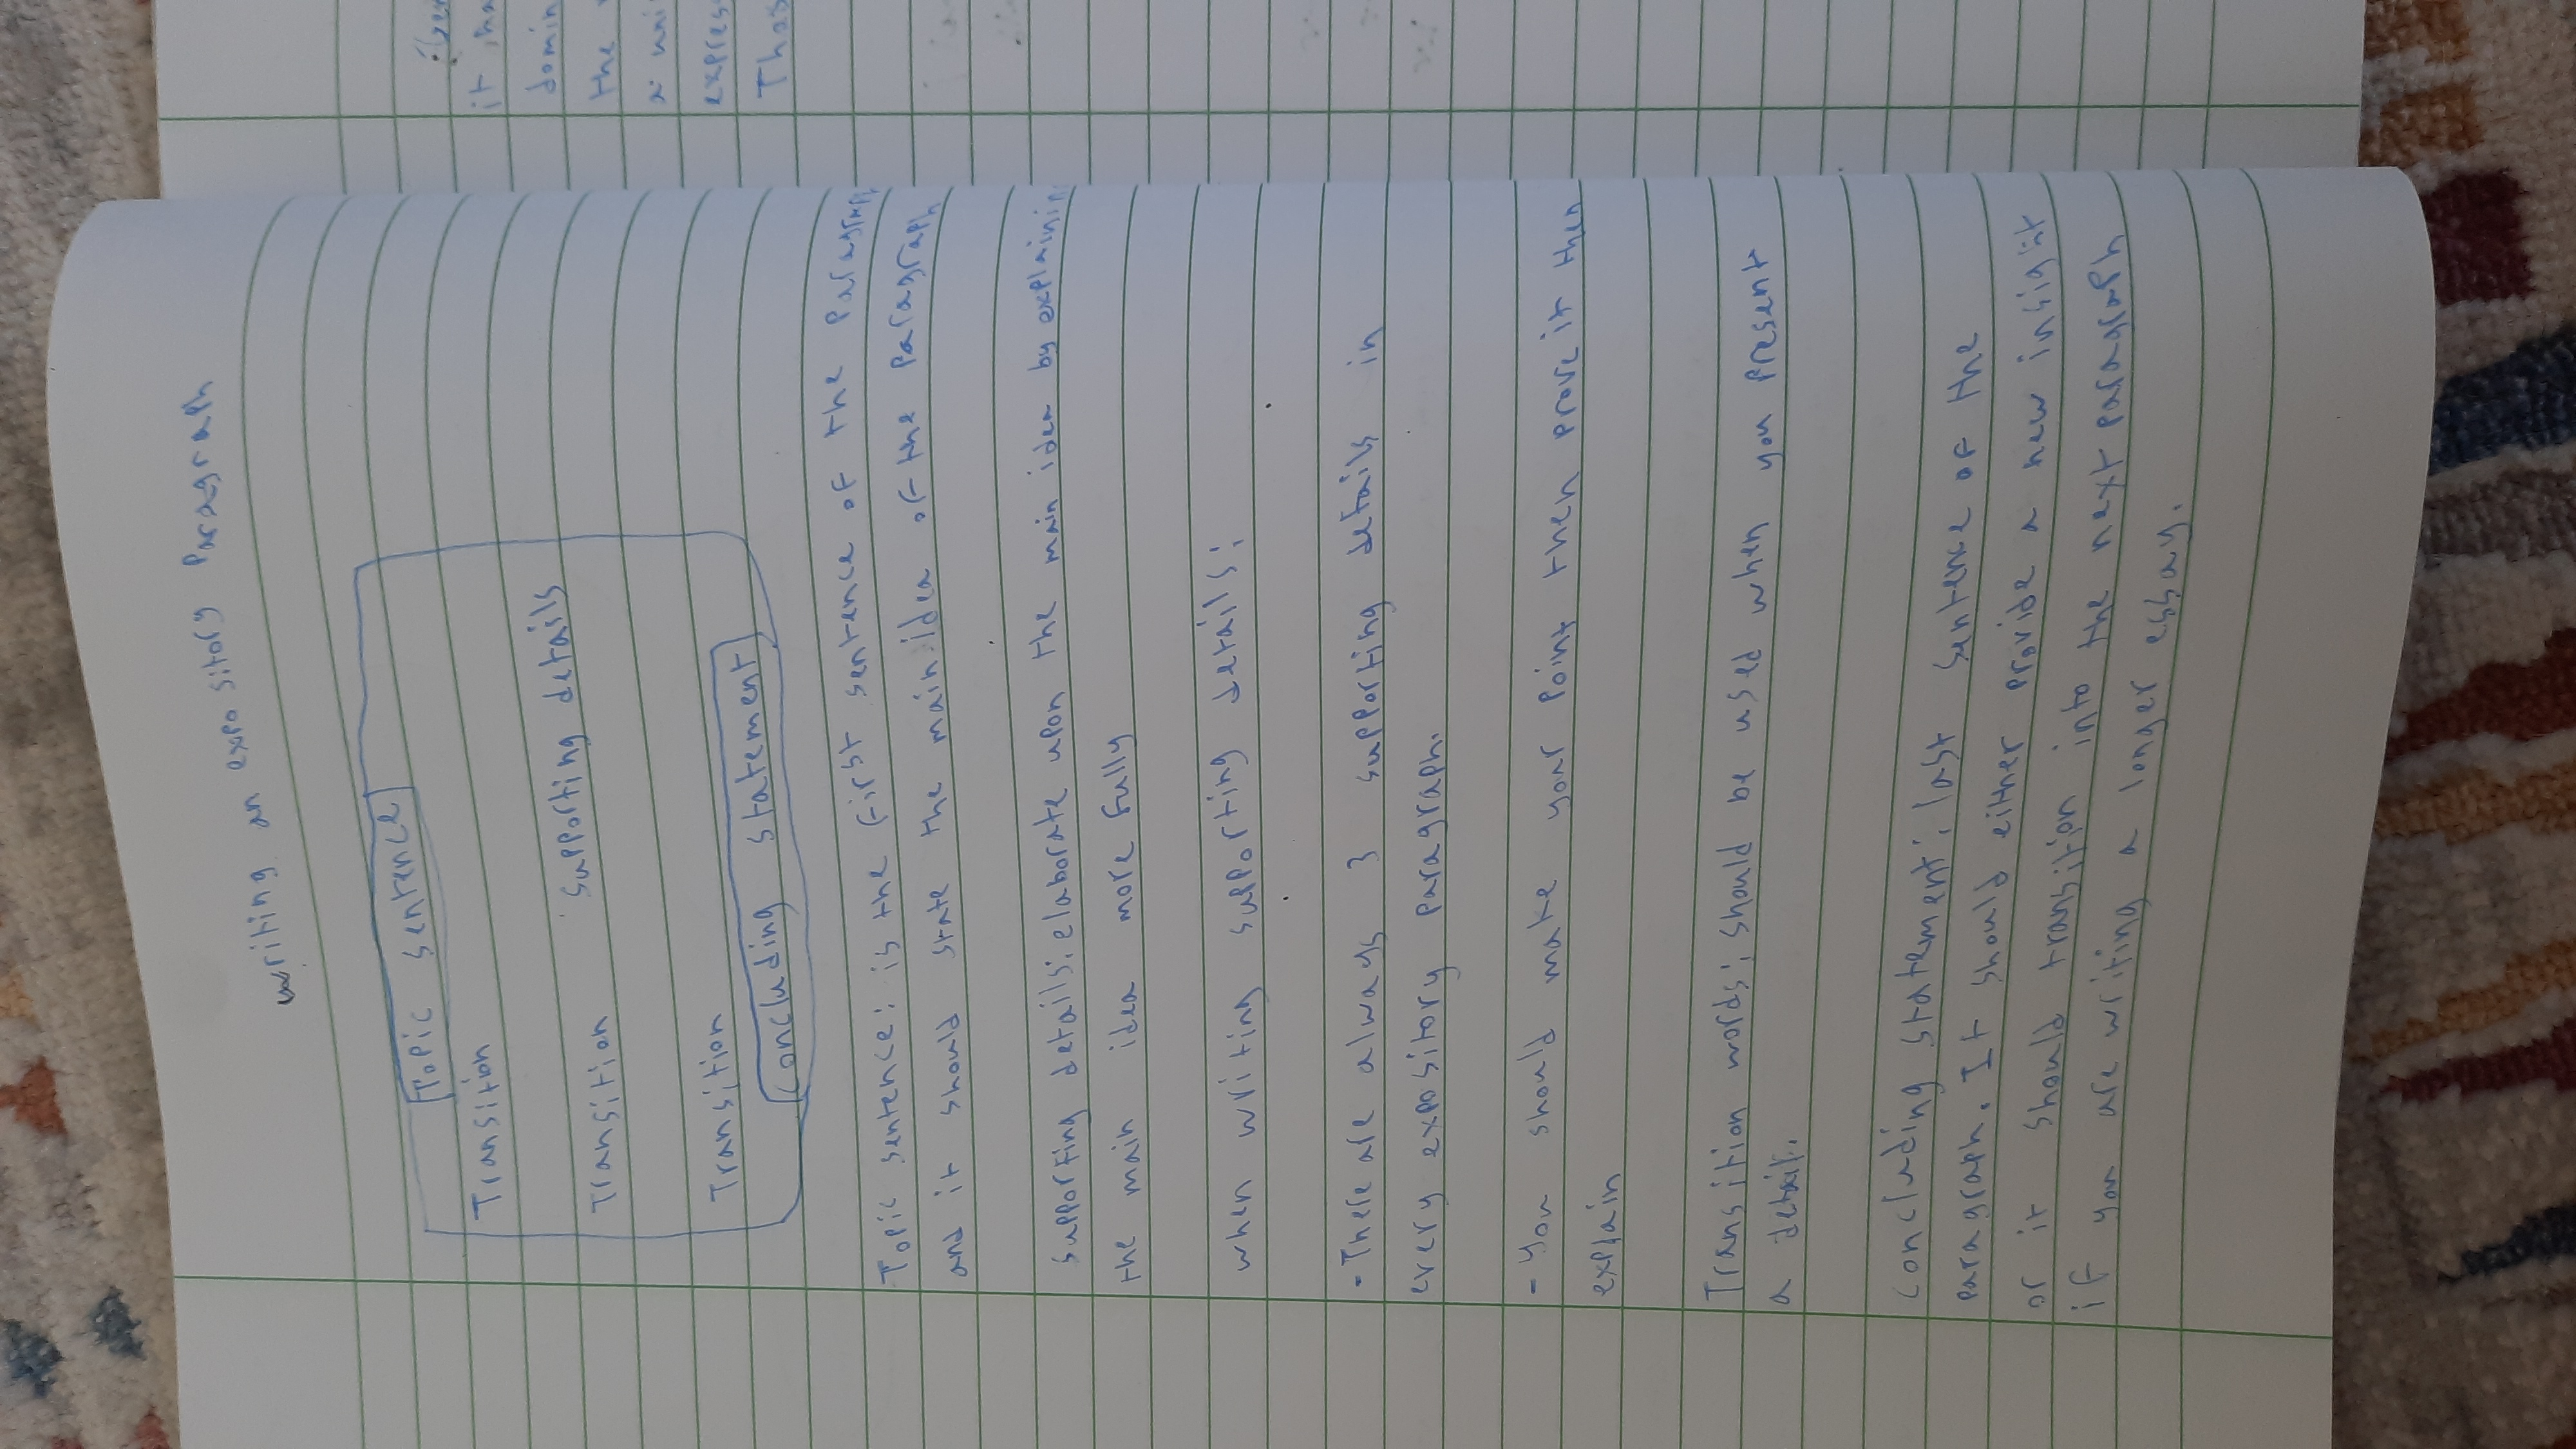 writing an expository Paragraph
Topic sentence
Transition
supporting details
Transition
Transition
concluding statement
Topic sentence: is the first sentence of the Paragraph
and it should state the main idea of the Paragraph
supporting details: elaborate upon the main idea by explainin
the main idea more fully
when writing supporting details:
- There are always 3 supporting details in
every expository paragraph.
- You should make your point then prove it then
explain
Transition words: should be used when you present
a detail.
concluding statement: last sentence of the
paragraph. It should either provide a new insight
or it should transition into the next paragraph
if you are writing a longer essay.
it
domin
the
a uni
expres